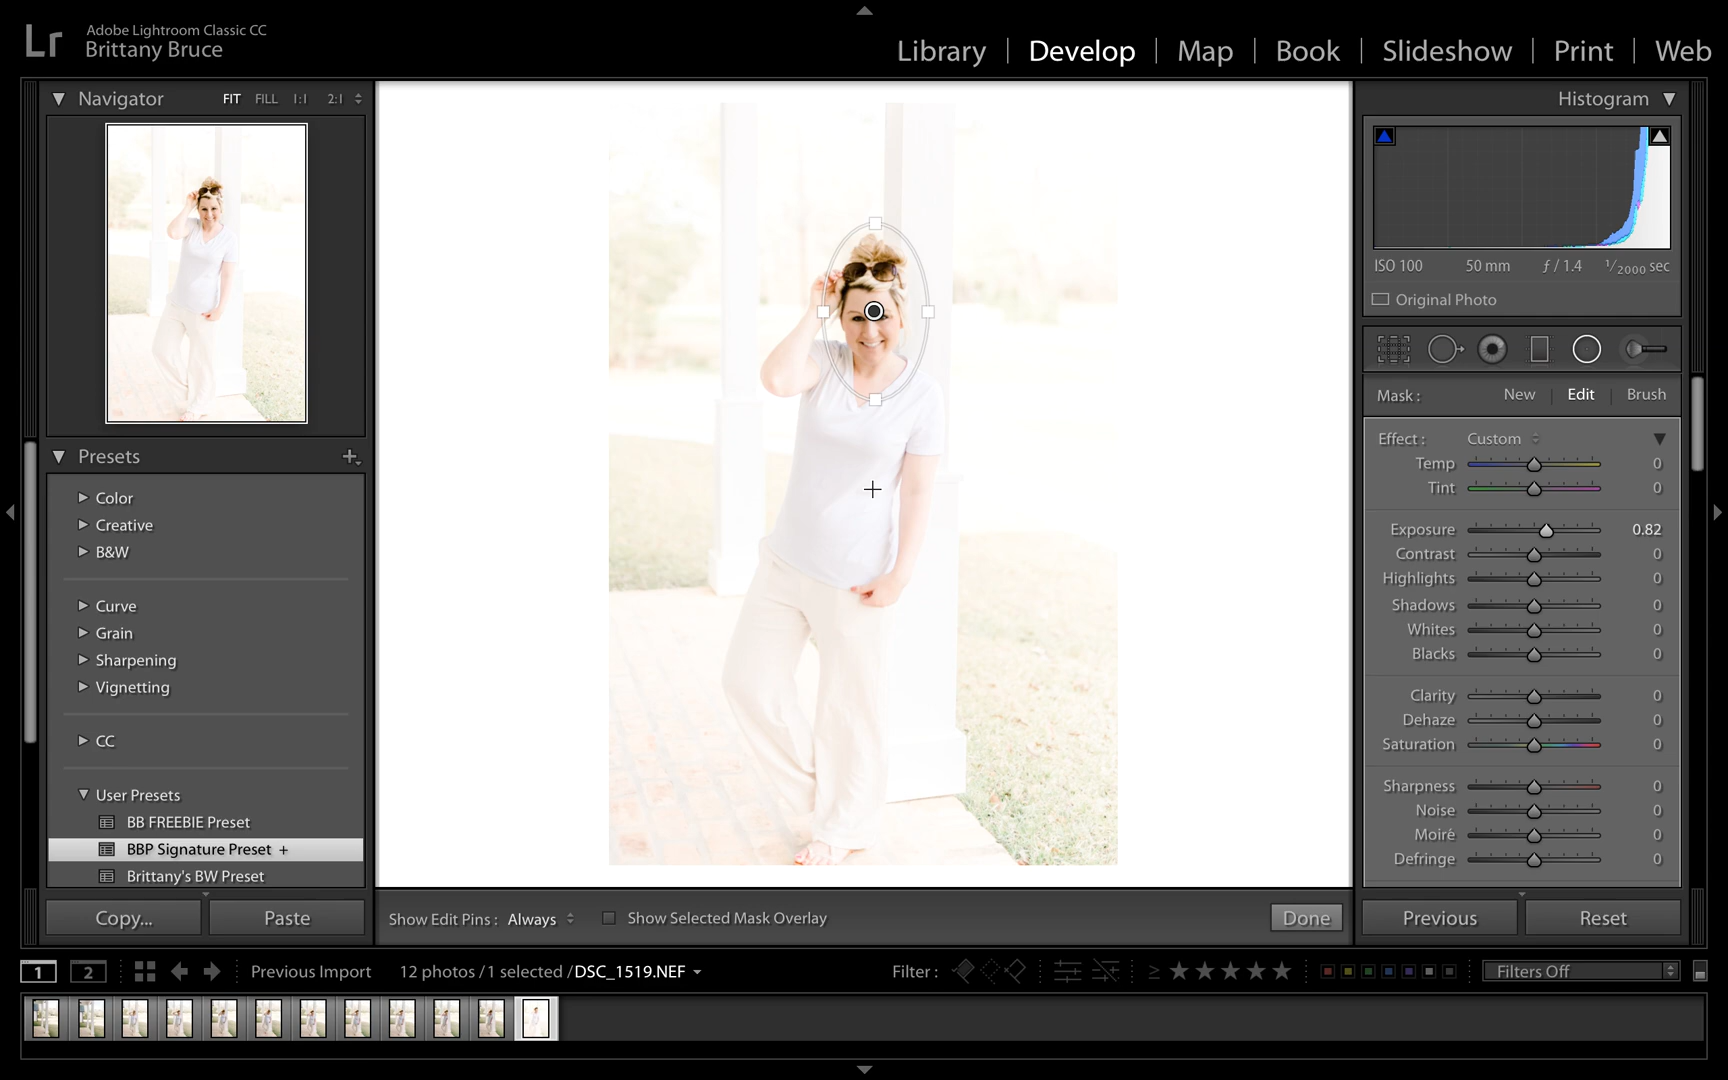 Lr
Adobe Lightroom Classic CC
Brittany Bruce
Library | Develop | Map | Book | Slideshow | Print | Web
Navigator FIT FILL 1:1 2:1
Presets +
Color
Creative
B&W
Curve
Grain
Sharpening
Vignetting
CC
User Presets
BB FREEBIE Preset
BBP Signature Preset +
Brittany's BW Preset
Copy... Paste
Show Edit Pins : Always Show Selected Mask Overlay Done
Histogram
ISO 100 50 mm ƒ / 1.4 1/2000 sec
Original Photo
Mask : New | Edit | Brush
Effect : Custom
Temp 0
Tint 0
Exposure 0.82
Contrast 0
Highlights 0
Shadows 0
Whites 0
Blacks 0
Clarity 0
Dehaze 0
Saturation 0
Sharpness 0
Noise 0
Moiré 0
Defringe 0
Previous Reset
1 2 Previous Import 12 photos / 1 selected / DSC_1519.NEF Filter : ≥ ★★★★★ Filters Off